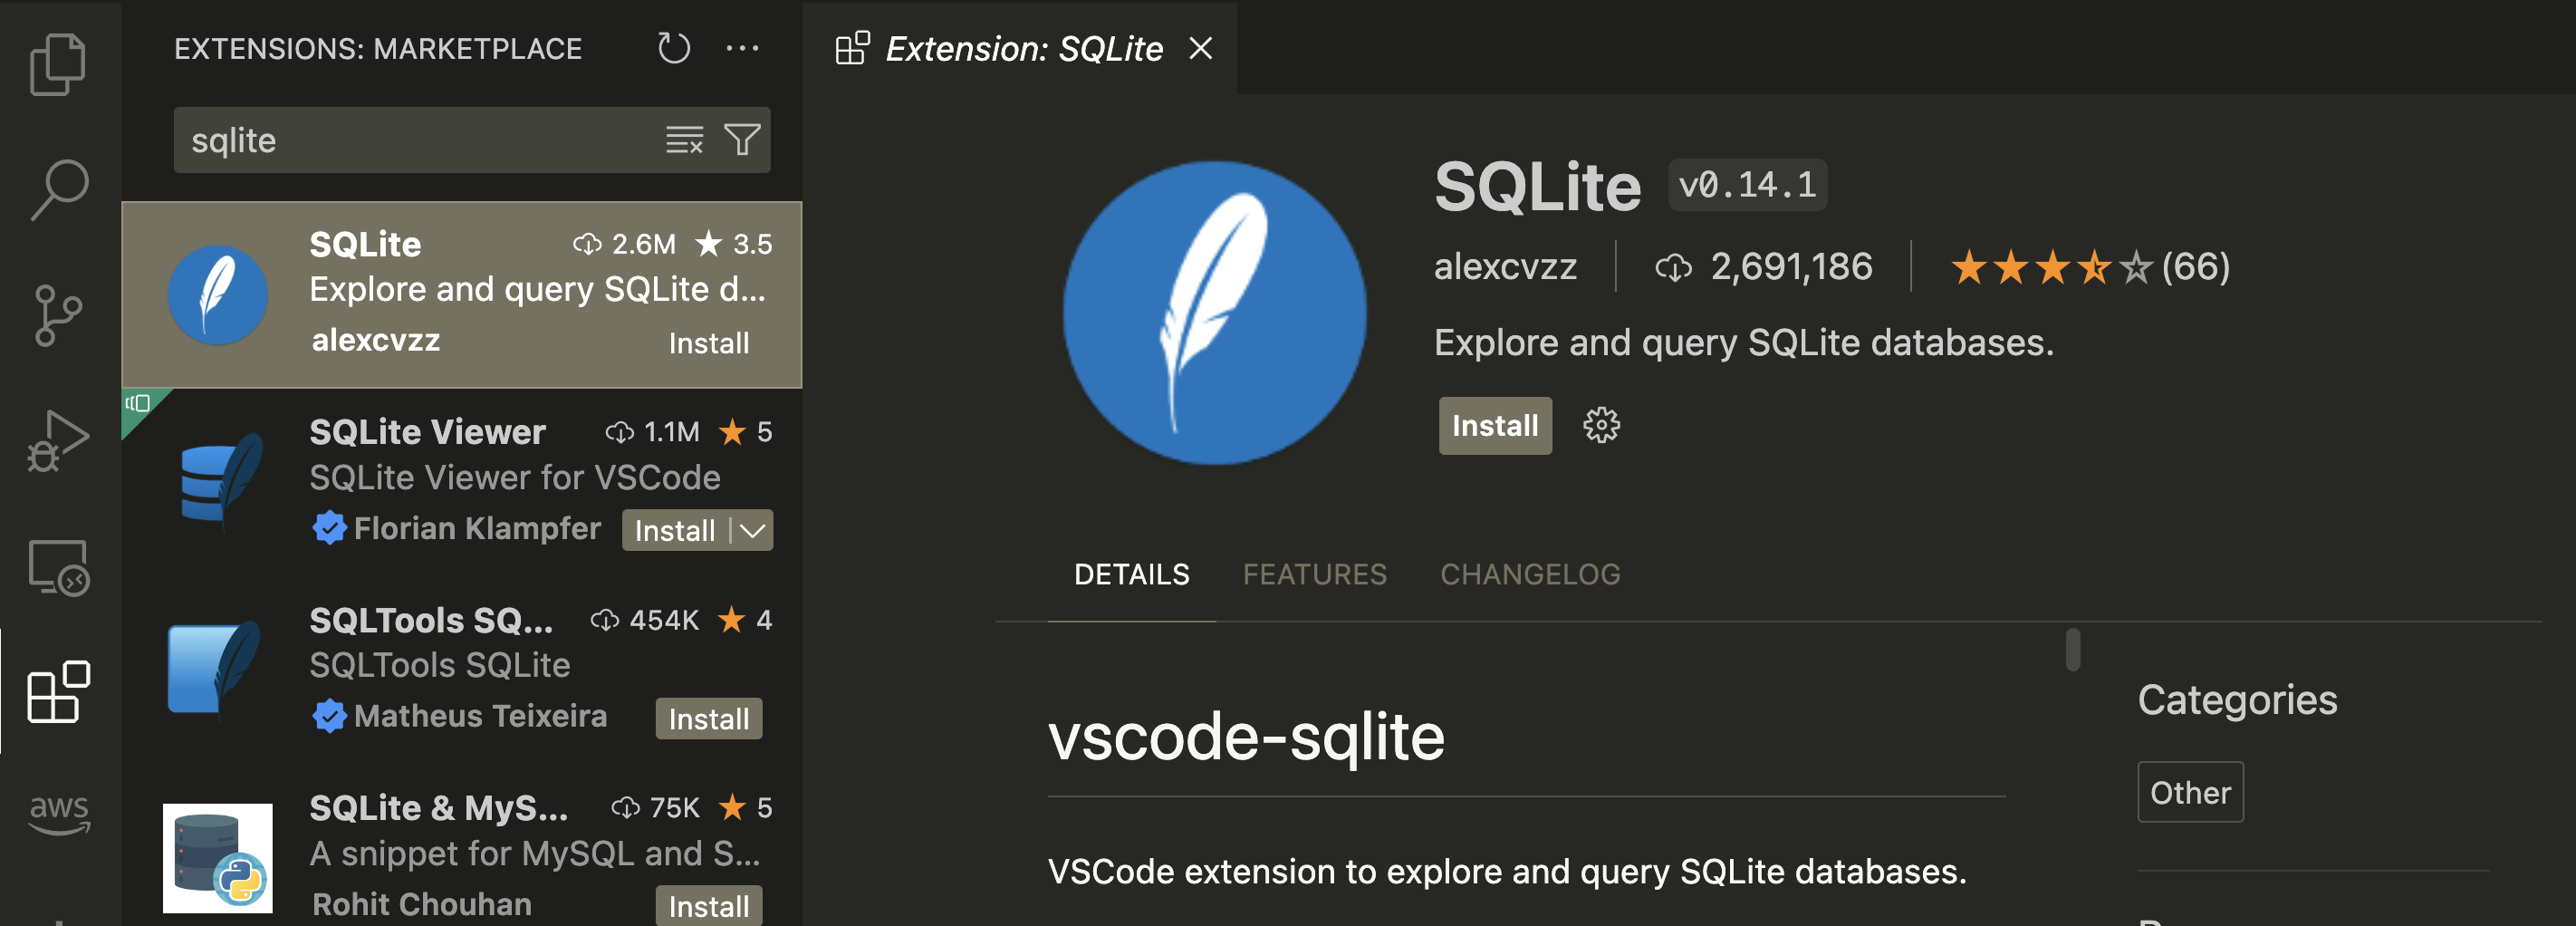 EXTENSIONS: MARKETPLACE
sqlite
SQLite 2.6M 3.5
Explore and query SQLite d...
alexcvzz Install
SQLite Viewer 1.1M 5
SQLite Viewer for VSCode
Florian Klampfer Install
SQLTools SQ... 454K 4
SQLTools SQLite
Matheus Teixeira Install
SQLite & MyS... 75K 5
A snippet for MySQL and S...
Rohit Chouhan Install
aws
Extension: SQLite
SQLite v0.14.1
alexcvzz 2,691,186 (66)
Explore and query SQLite databases.
Install
DETAILS FEATURES CHANGELOG
vscode-sqlite
VSCode extension to explore and query SQLite databases.
Categories
Other